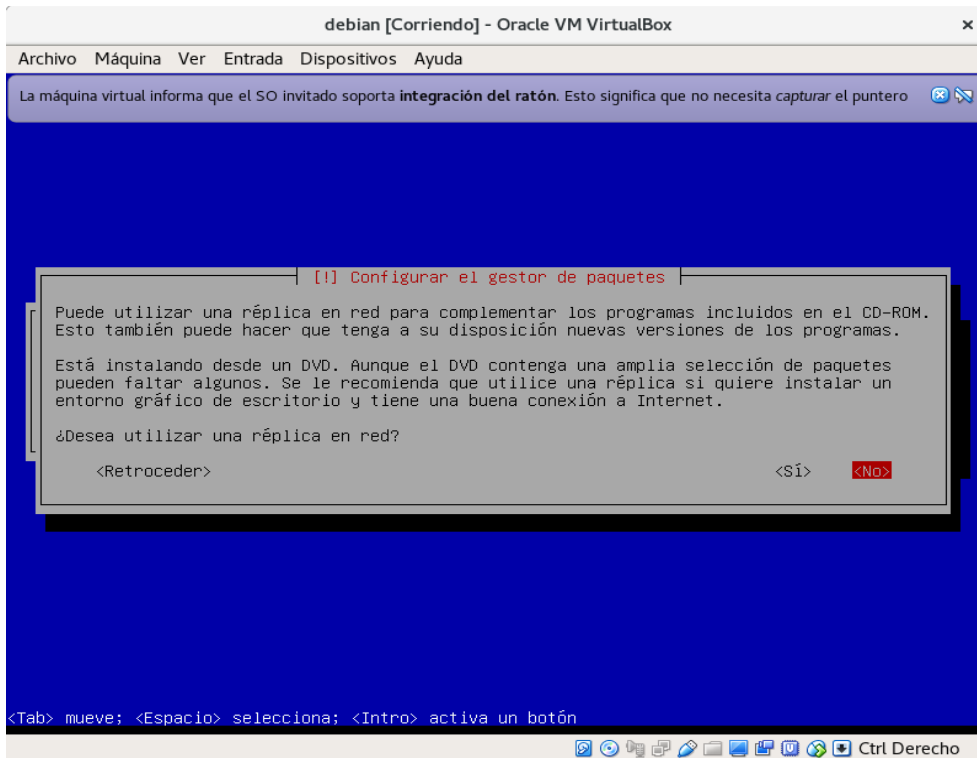 debian [Corriendo] - Oracle VM VirtualBox
Archivo Máquina Ver Entrada Dispositivos Ayuda
La máquina virtual informa que el SO invitado soporta integración del ratón. Esto significa que no necesita capturar el puntero
[!] Configurar el gestor de paquetes
Puede utilizar una réplica en red para complementar los programas incluidos en el CD-ROM.
Esto también puede hacer que tenga a su disposición nuevas versiones de los programas.
Está instalando desde un DVD. Aunque el DVD contenga una amplia selección de paquetes
pueden faltar algunos. Se le recomienda que utilice una réplica si quiere instalar un
entorno gráfico de escritorio y tiene una buena conexión a Internet.
¿Desea utilizar una réplica en red?
<Retroceder> <Sí> <No>
<Tab> mueve; <Espacio> selecciona; <Intro> activa un botón
Ctrl Derecho